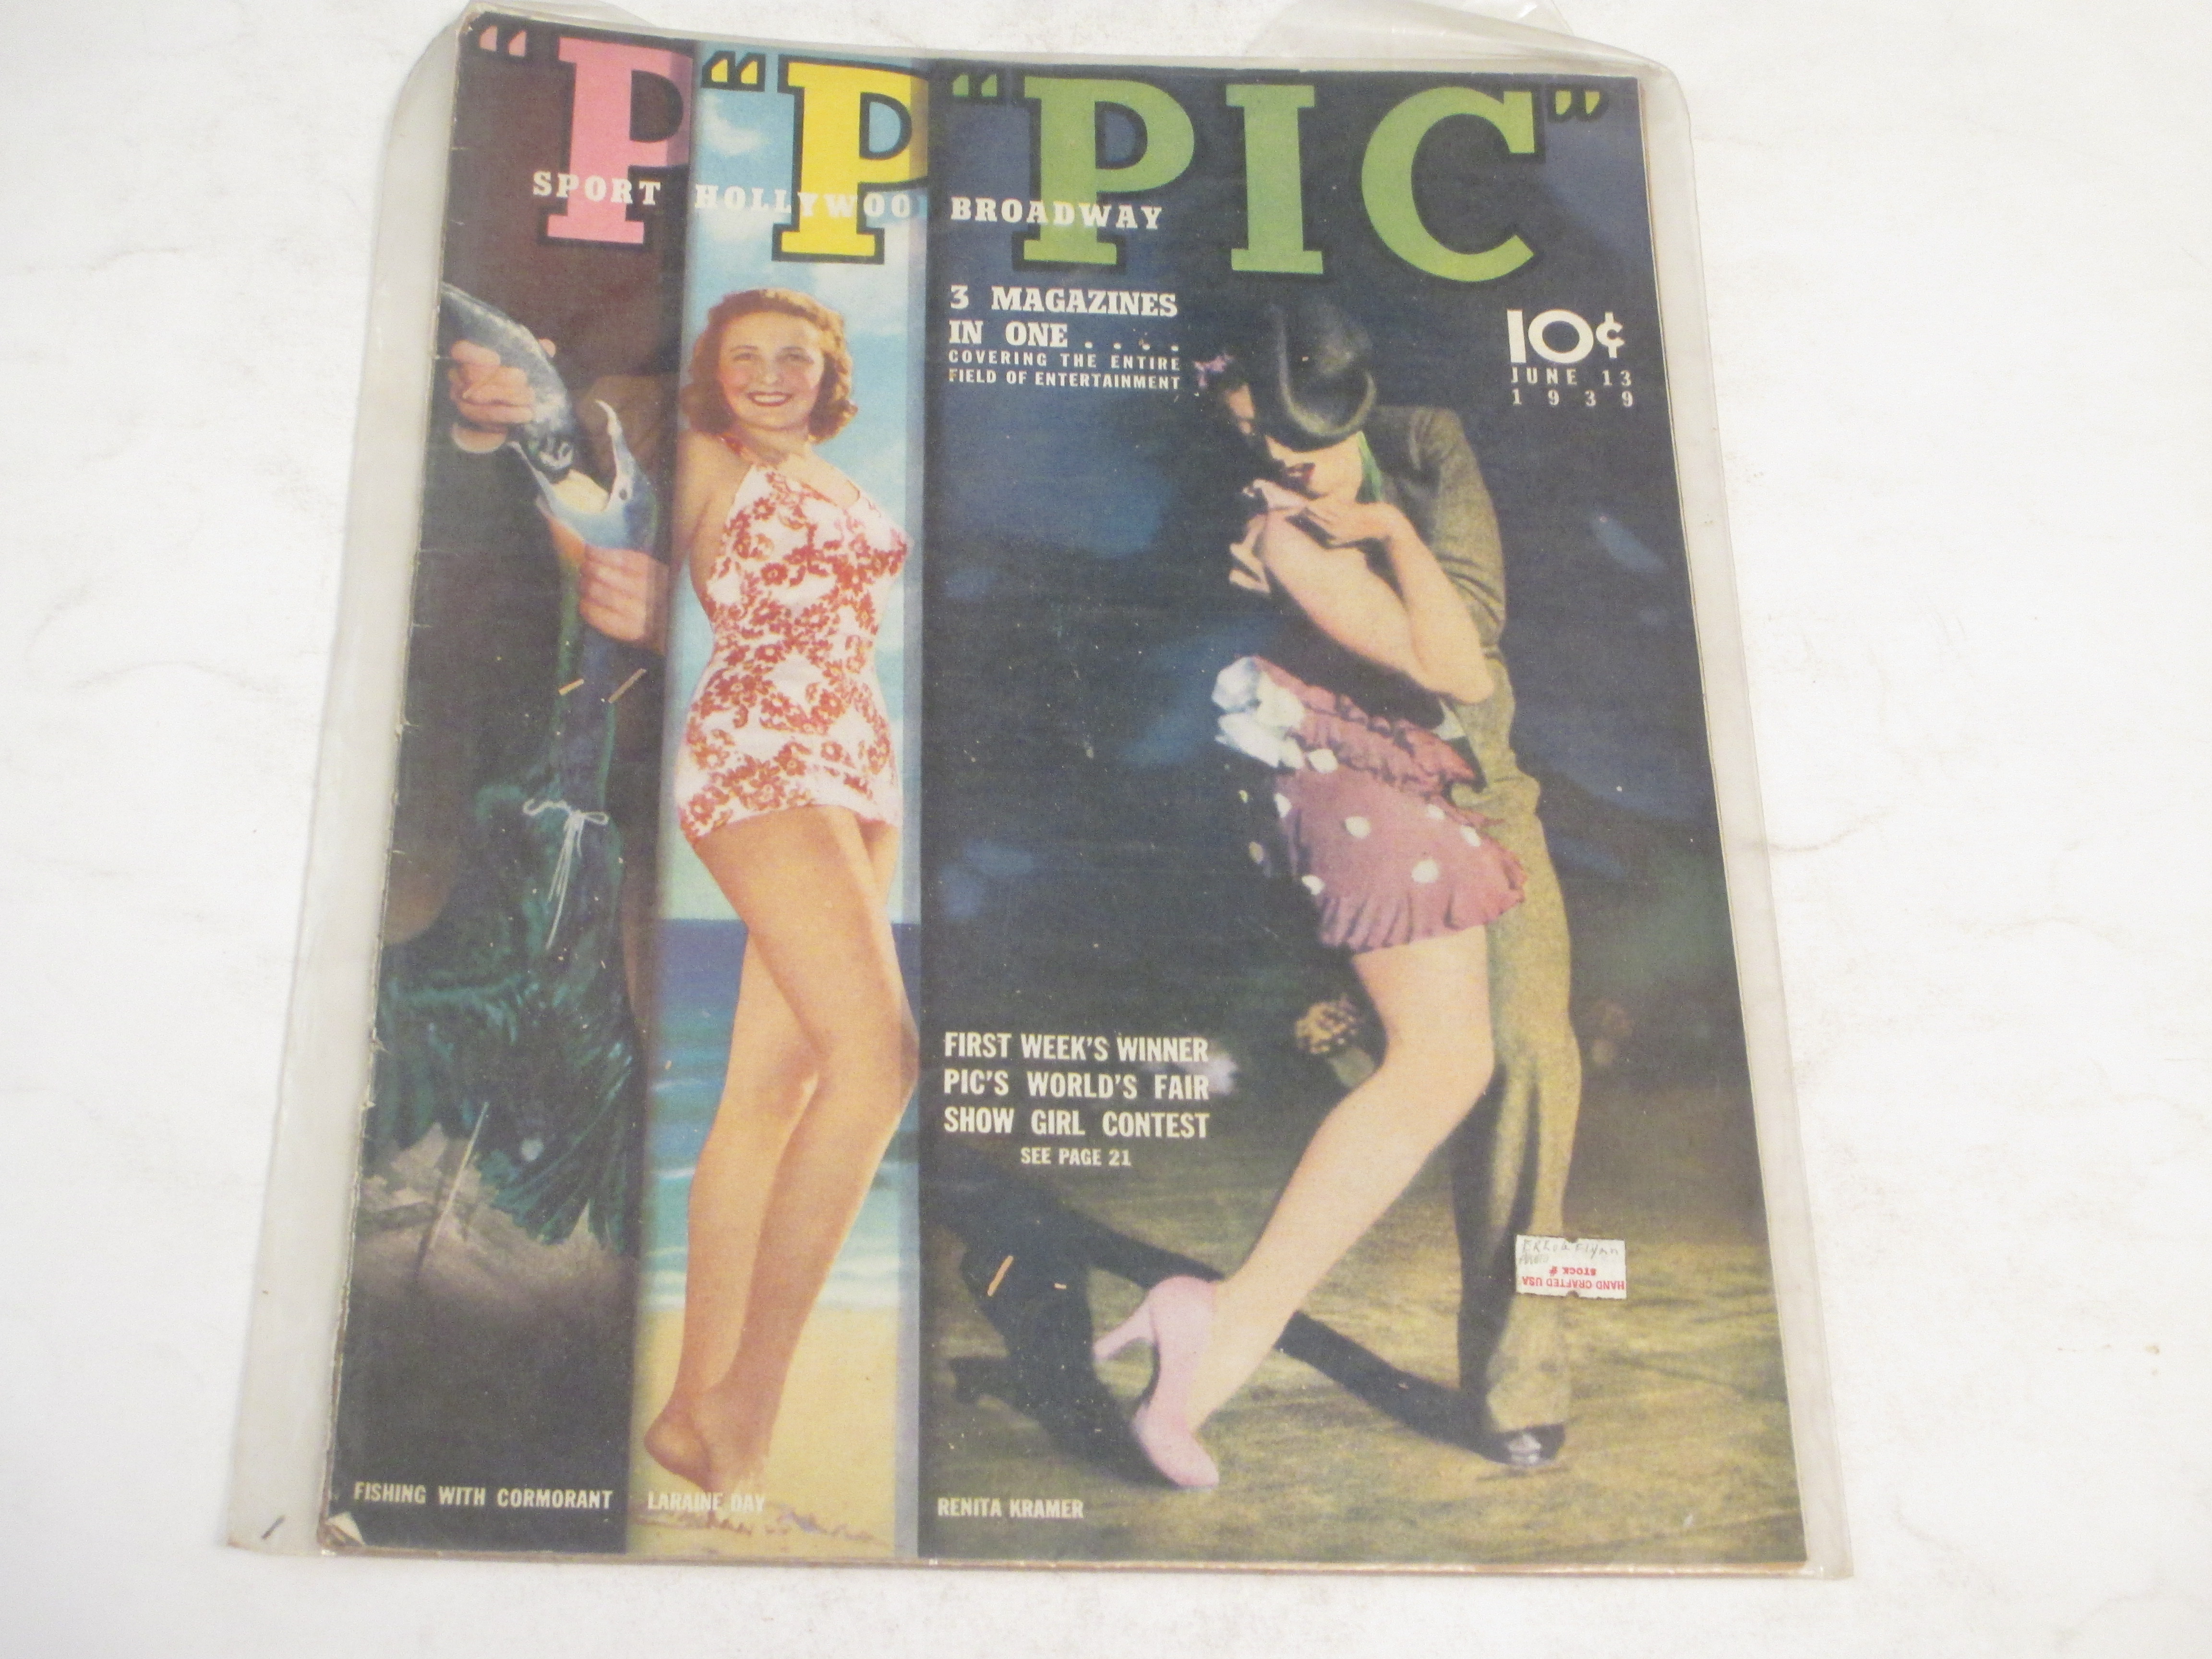 “P “P “PIC”
SPORT HOLLYWOO BROADWAY
3 MAGAZINES
IN ONE . . . .
COVERING THE ENTIRE
FIELD OF ENTERTAINMENT
10¢
JUNE 13
1939
FIRST WEEK'S WINNER
PIC'S WORLD'S FAIR
SHOW GIRL CONTEST
SEE PAGE 21
Flynn
STOCK #
HAND CRAFTED USA
FISHING WITH CORMORANT
LARAINE DAY
RENITA KRAMER